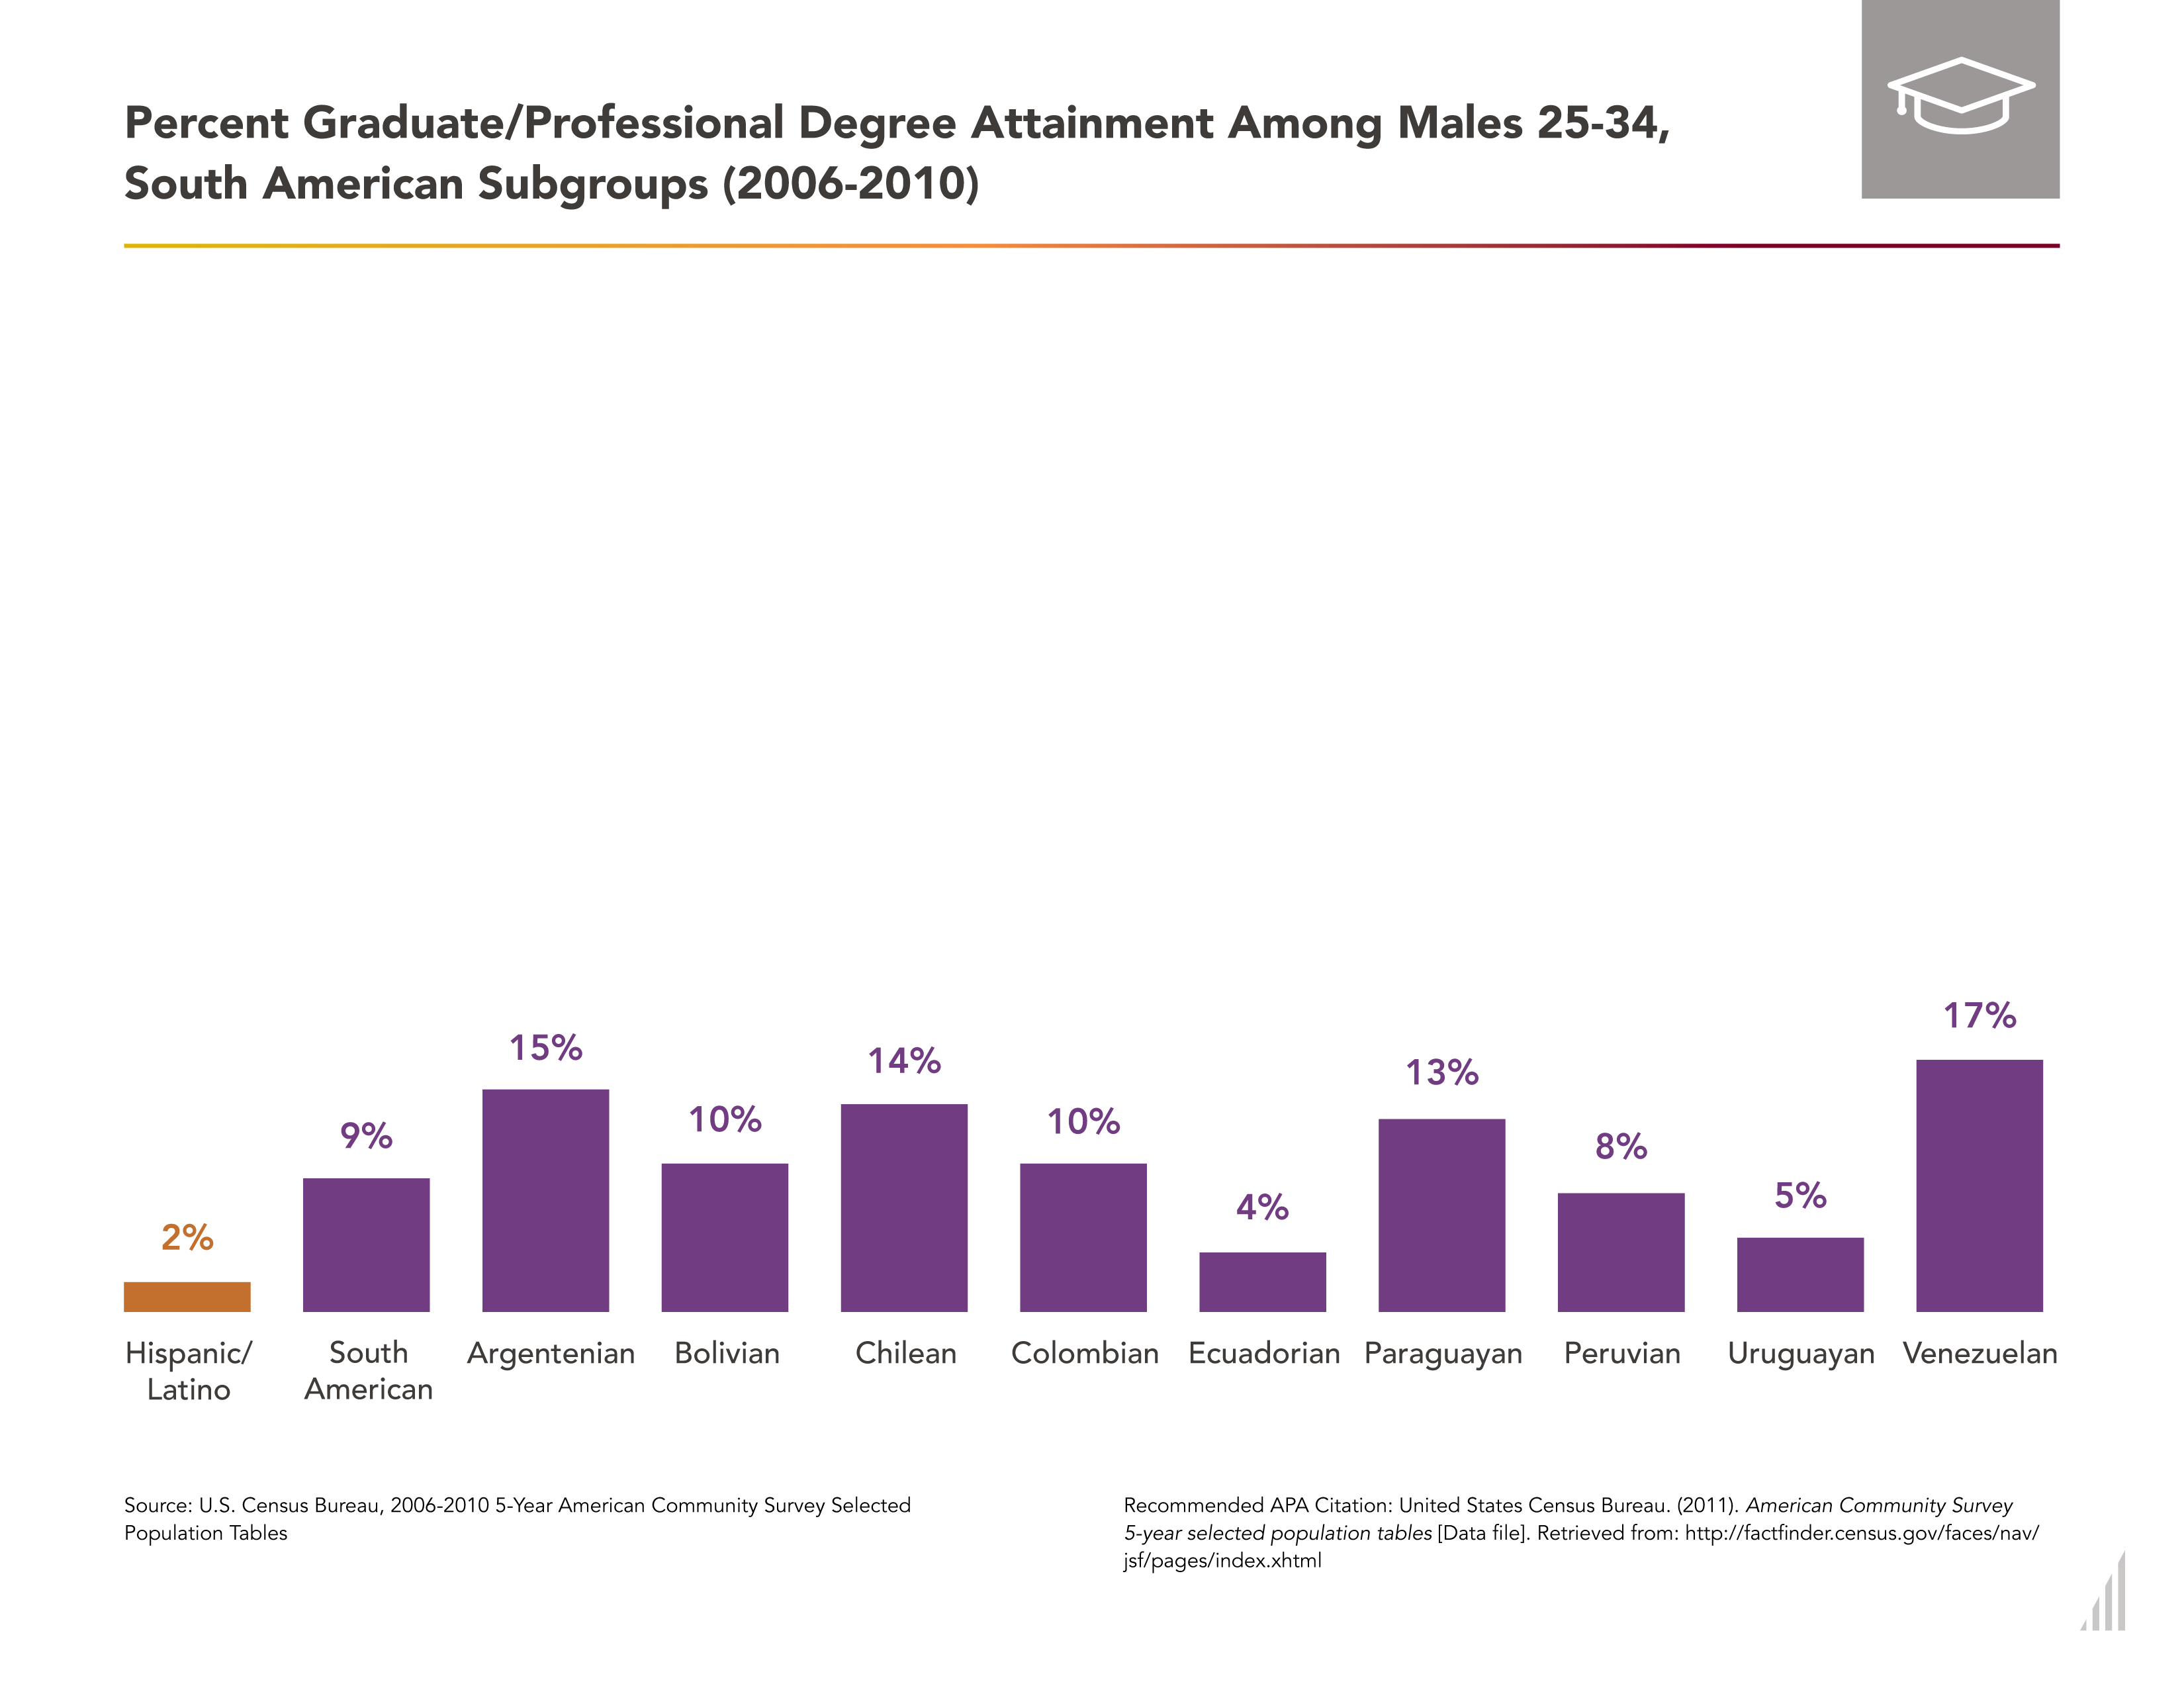 Percent Graduate/Professional Degree Attainment Among Males 25-34,
South American Subgroups (2006-2010)
2%
9%
15%
10%
14%
10%
4%
13%
8%
5%
17%
Hispanic/
Latino
South
American
Argentenian
Bolivian
Chilean
Colombian
Ecuadorian
Paraguayan
Peruvian
Uruguayan
Venezuelan
Source: U.S. Census Bureau, 2006-2010 5-Year American Community Survey Selected
Population Tables
Recommended APA Citation: United States Census Bureau. (2011). American Community Survey
5-year selected population tables [Data file]. Retrieved from: http://factfinder.census.gov/faces/nav/
jsf/pages/index.xhtml